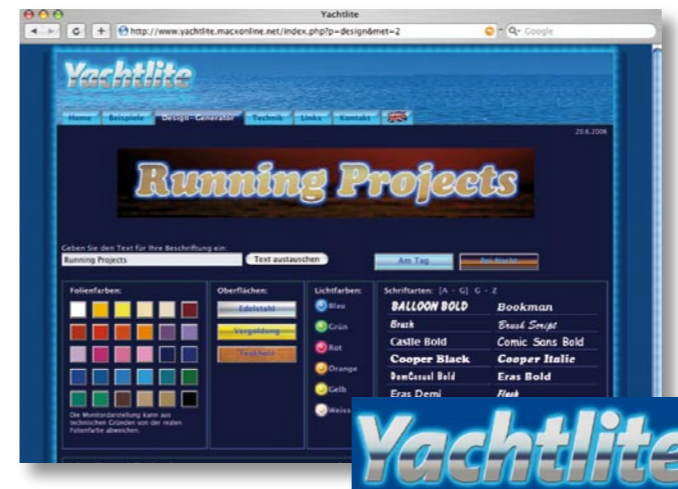 Yachtlite
http://www.yachtlite.macxonline.net/index.php?p=design&met=2
Google
Yachtlite
Home Beispiele Design-Generator Technik Links Kontakt
20.6.2006
Running Projects
Geben Sie den Text für Ihre Beschriftung ein:
Running Projects Text austauschen Am Tag Bei Nacht
Folienfarben:
Die Monitordarstellung kann aus
technischen Gründen von der realen
Folienfarbe abweichen.
Oberflächen:
Edelstahl
Vergoldung
Teakholz
Lichtfarben:
Blau
Grün
Rot
Orange
Gelb
Weiss
Schriftarten: [A - G] G - Z
BALLOON BOLD Bookman
Brush Brush Script
Castle Bold Comic Sans Bold
Cooper Black Cooper Italic
DomCasual Bold Eras Bold
Eras Demi Flash
Yachtlite